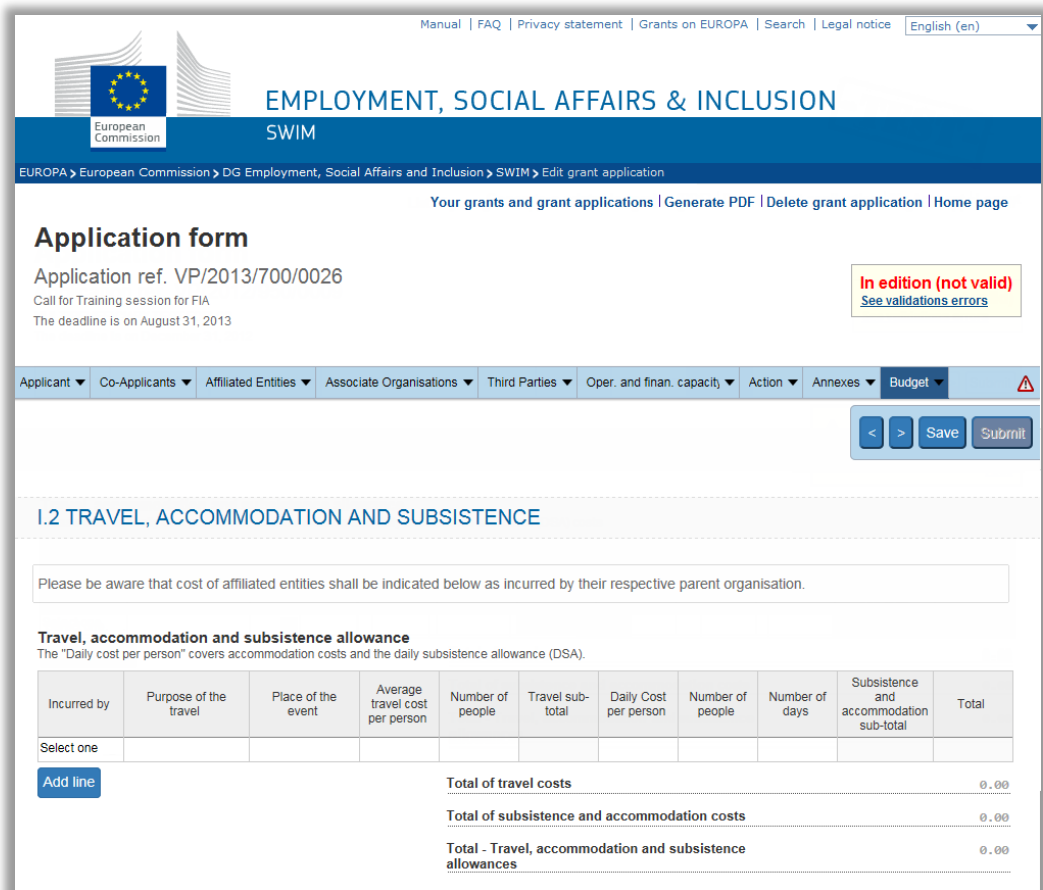 Manual | FAQ | Privacy statement | Grants on EUROPA | Search | Legal notice English (en)
European
Commission
EMPLOYMENT, SOCIAL AFFAIRS & INCLUSION
SWIM
EUROPA > European Commission > DG Employment, Social Affairs and Inclusion > SWIM > Edit grant application
Your grants and grant applications | Generate PDF | Delete grant application | Home page
Application form
Application ref. VP/2013/700/0026
Call for Training session for FIA
The deadline is on August 31, 2013
In edition (not valid)
See validations errors
Applicant Co-Applicants Affiliated Entities Associate Organisations Third Parties Oper. and finan. capacity Action Annexes Budget
< > Save Submit
I.2 TRAVEL, ACCOMMODATION AND SUBSISTENCE
Please be aware that cost of affiliated entities shall be indicated below as incurred by their respective parent organisation.
Travel, accommodation and subsistence allowance
The "Daily cost per person" covers accommodation costs and the daily subsistence allowance (DSA).
Incurred by
Purpose of the
travel
Place of the
event
Average
travel cost
per person
Number of
people
Travel sub-
total
Daily Cost
per person
Number of
people
Number of
days
Subsistence
and
accommodation
sub-total
Total
Select one
Add line
Total of travel costs 0.00
Total of subsistence and accommodation costs 0.00
Total - Travel, accommodation and subsistence
allowances 0.00